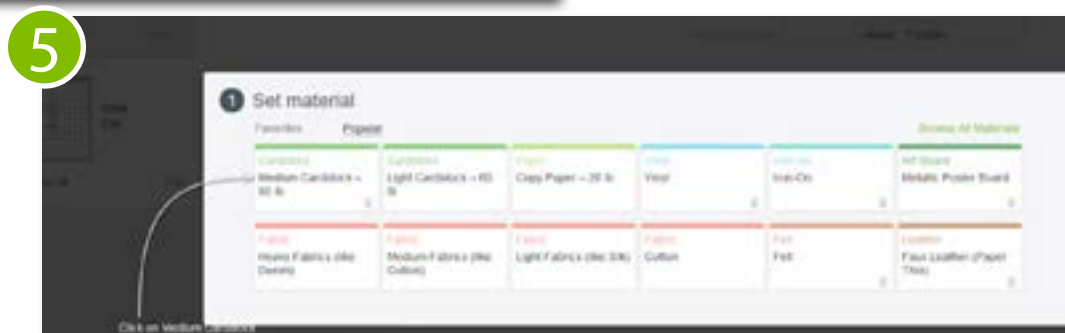 5
1 Set material
Favorites Popular Browse All Materials
Cardstock Cardstock Paper Vinyl Iron-On Art Board
Medium Cardstock – Light Cardstock – 60 Copy Paper – 20 lb Vinyl Iron-On Metallic Poster Board
80 lb lb
Fabric Fabric Fabric Fabric Felt Leather
Heavy Fabrics (like Medium Fabrics (like Light Fabrics (like Silk) Cotton Felt Faux Leather (Paper
Denim) Cotton) Thin)
Click on Medium Cardstock